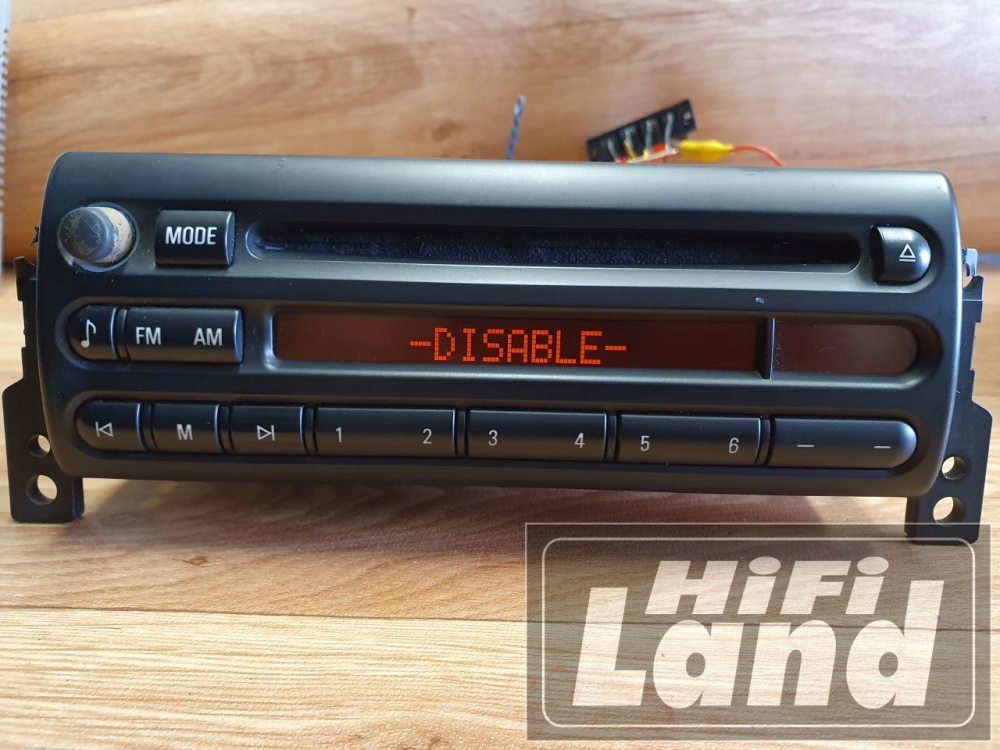 MODE
FM AM
-DISABLE-
M 1 2 3 4 5 6
HiFi
Land